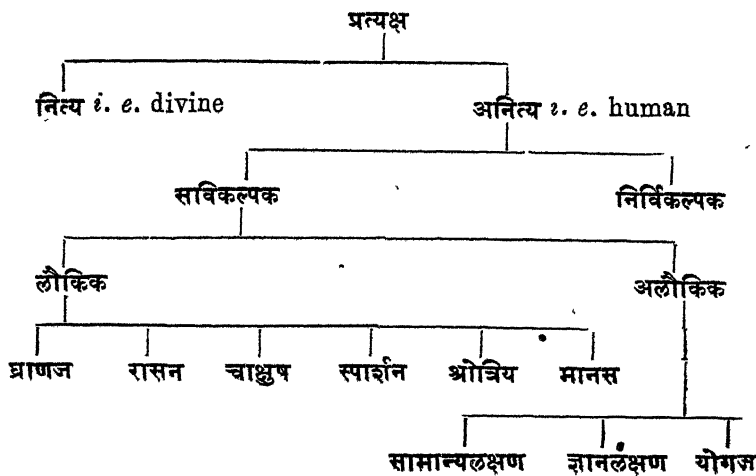 प्रत्यक्ष
नित्य i. e. divine अनित्य i. e. human
सविकल्पक निर्विकल्पक
लौकिक अलौकिक
घ्राणज रासन चाक्षुष स्पार्शन श्रोत्रिय मानस
सामान्यलक्षण ज्ञानलक्षण योगज